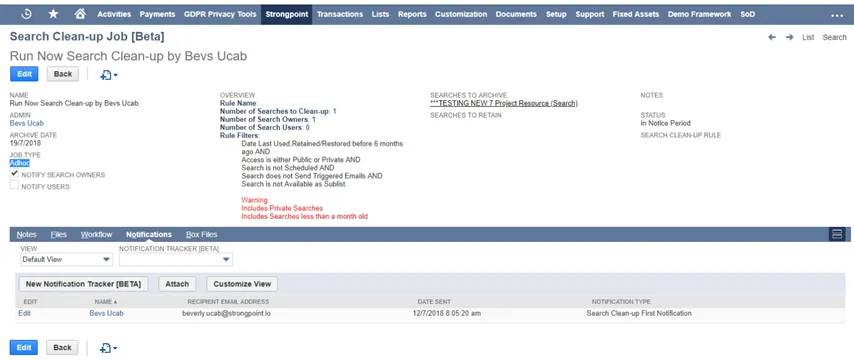 Activities Payments GDPR Privacy Tools Strongpoint Transactions Lists Reports Customization Documents Setup Support Fixed Assets Demo Framework SoD
Search Clean-up Job [Beta]
List Search
Run Now Search Clean-up by Bevs Ucab
Edit Back
NAME
Run Now Search Clean-up by Bevs Ucab
ADMIN
Bevs Ucab
ARCHIVE DATE
19/7/2018
JOB TYPE
Adhoc
NOTIFY SEARCH OWNERS
NOTIFY USERS
OVERVIEW
Rule Name:
Number of Searches to Clean-up: 1
Number of Search Owners: 1
Number of Search Users: 0
Rule Filters:
Date Last Used,Retained/Restored before 6 months
ago AND
Access is either Public or Private AND
Search is not Scheduled AND
Search does not Send Triggered Emails AND
Search is not Available as Sublist
Warning:
Includes Private Searches
Includes Searches less than a month old
SEARCHES TO ARCHIVE
***TESTING NEW 7 Project Resource (Search)
SEARCHES TO RETAIN
NOTES
STATUS
In Notice Period
SEARCH CLEAN-UP RULE
Notes Files Workflow Notifications Box Files
VIEW
Default View
NOTIFICATION TRACKER [BETA]
New Notification Tracker [BETA] Attach Customize View
EDIT NAME RECIPIENT EMAIL ADDRESS DATE SENT NOTIFICATION TYPE
Edit Bevs Ucab beverly.ucab@strongpoint.io 12/7/2018 8:05:20 am Search Clean-up First Notification
Edit Back